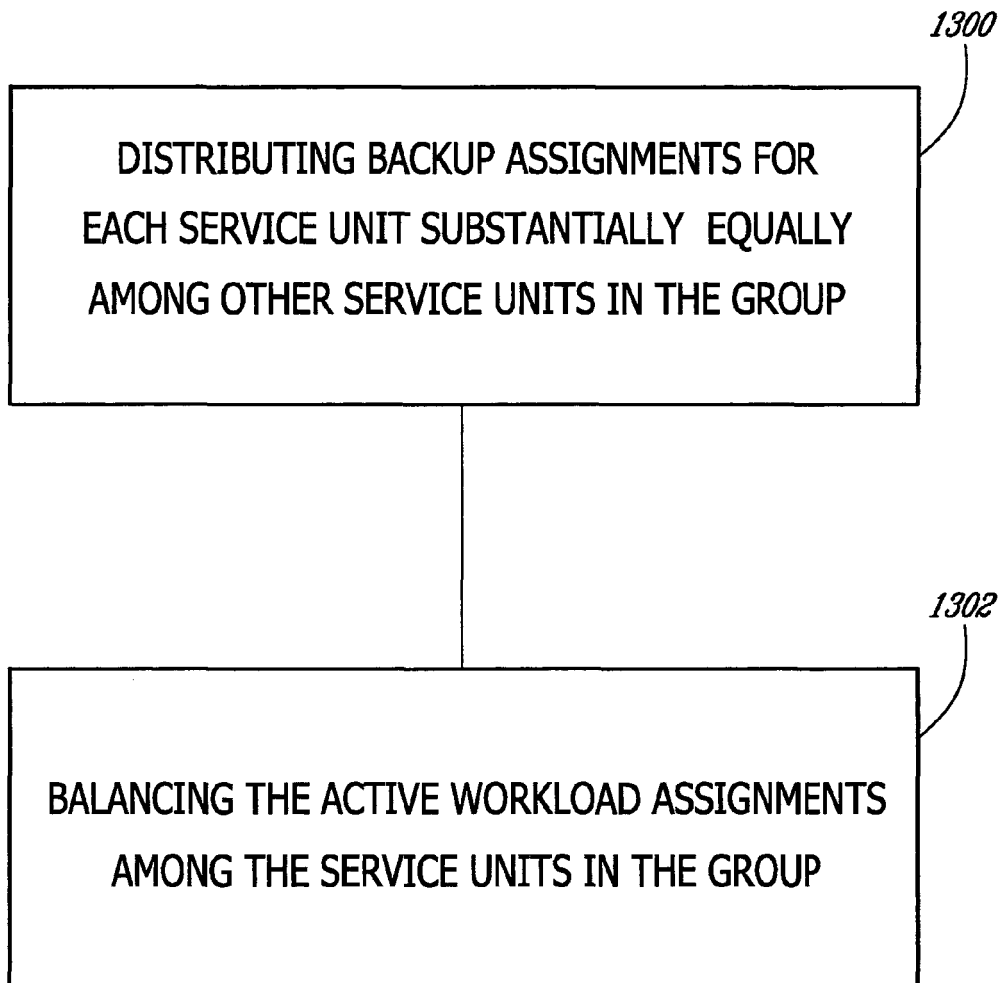 1300
DISTRIBUTING BACKUP ASSIGNMENTS FOR
EACH SERVICE UNIT SUBSTANTIALLY EQUALLY
AMONG OTHER SERVICE UNITS IN THE GROUP
1302
BALANCING THE ACTIVE WORKLOAD ASSIGNMENTS
AMONG THE SERVICE UNITS IN THE GROUP